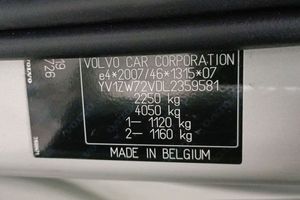 VOLVO CAR CORPORATION
e4*2007/46*1315*07
YV1ZW72VDL2359581
2250 kg
4050 kg
1– 1120 kg
2– 1160 kg
MADE IN BELGIUM
726